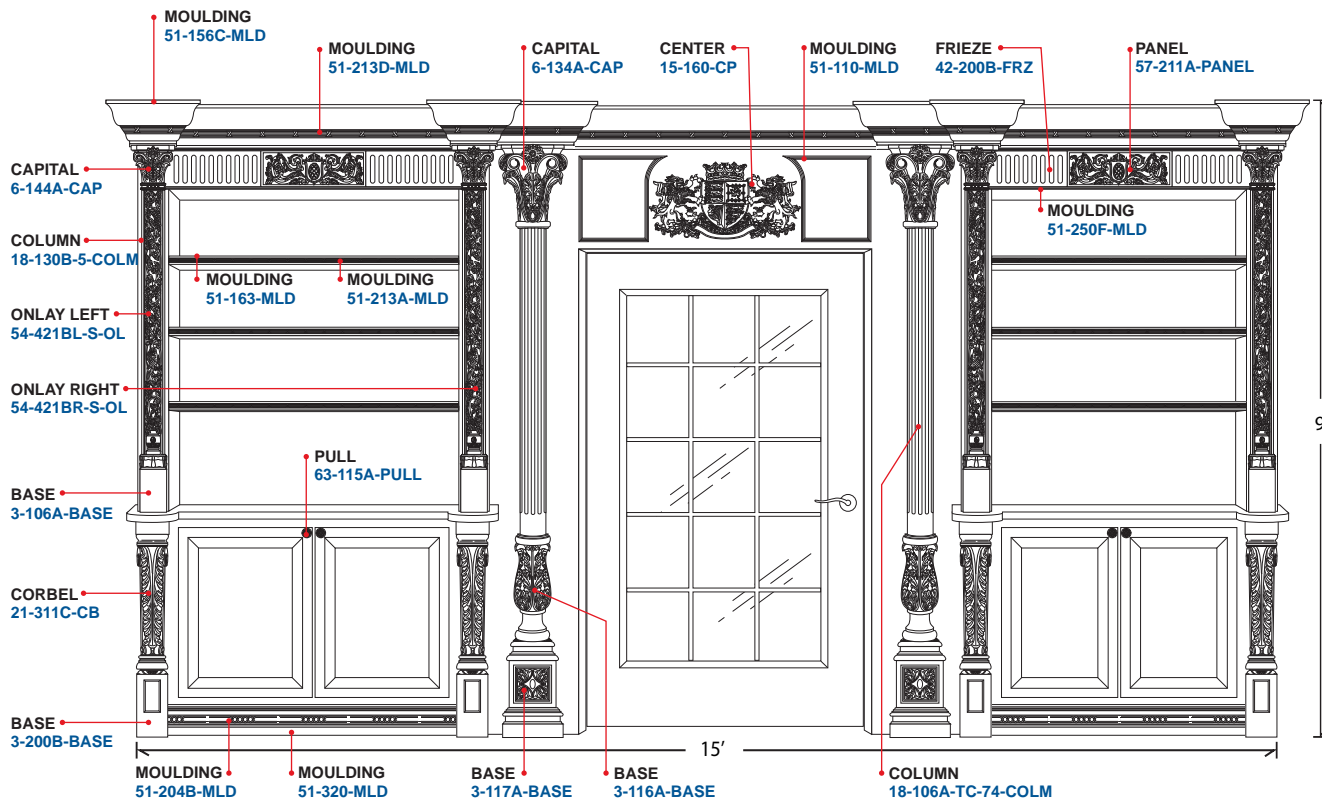 MOULDING
51-156C-MLD
MOULDING
51-213D-MLD
CAPITAL
6-134A-CAP
CENTER
15-160-CP
MOULDING
51-110-MLD
FRIEZE
42-200B-FRZ
PANEL
57-211A-PANEL
CAPITAL
6-144A-CAP
COLUMN
18-130B-5-COLM
MOULDING
51-163-MLD
MOULDING
51-213A-MLD
MOULDING
51-250F-MLD
ONLAY LEFT
54-421BL-S-OL
ONLAY RIGHT
54-421BR-S-OL
9
PULL
63-115A-PULL
BASE
3-106A-BASE
CORBEL
21-311C-CB
BASE
3-200B-BASE
15’
MOULDING
51-204B-MLD
MOULDING
51-320-MLD
BASE
3-117A-BASE
BASE
3-116A-BASE
COLUMN
18-106A-TC-74-COLM